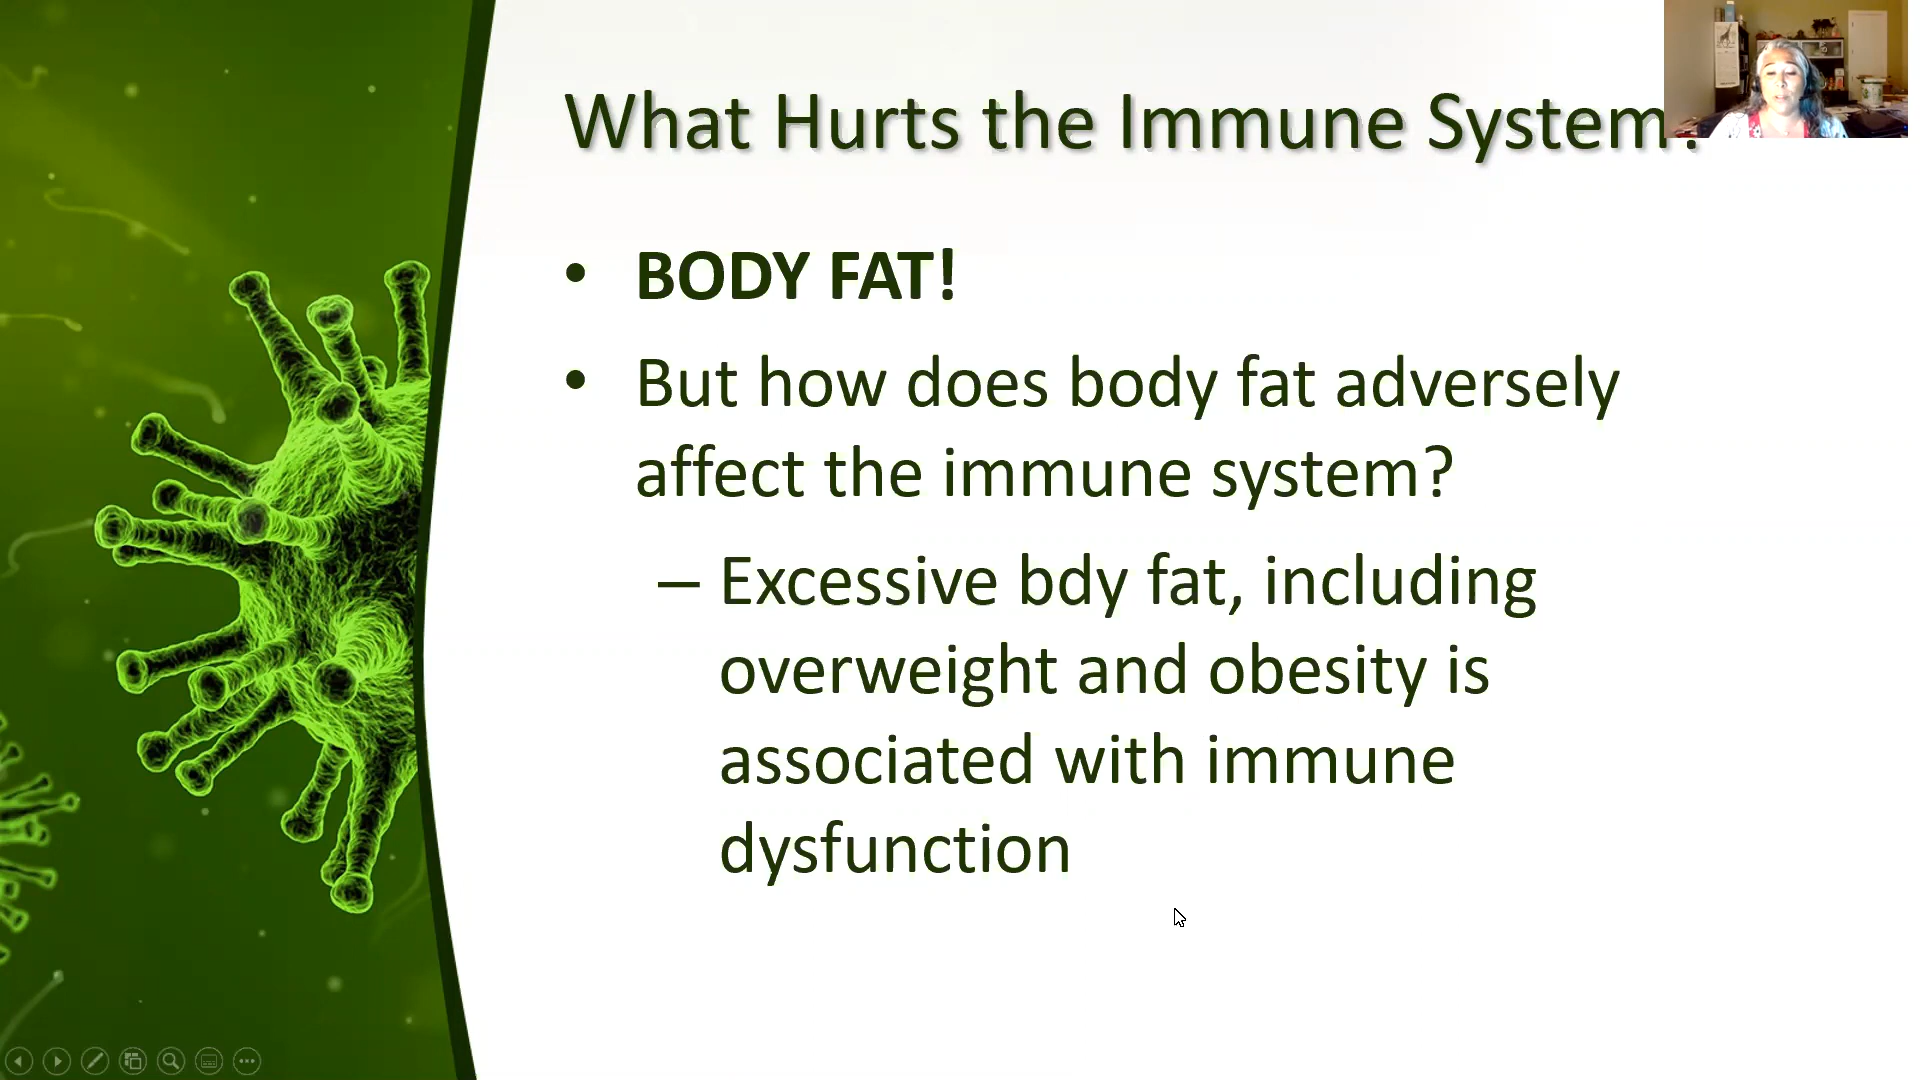 What Hurts the Immune System?
• BODY FAT!
• But how does body fat adversely
affect the immune system?
– Excessive bdy fat, including
overweight and obesity is
associated with immune
dysfunction